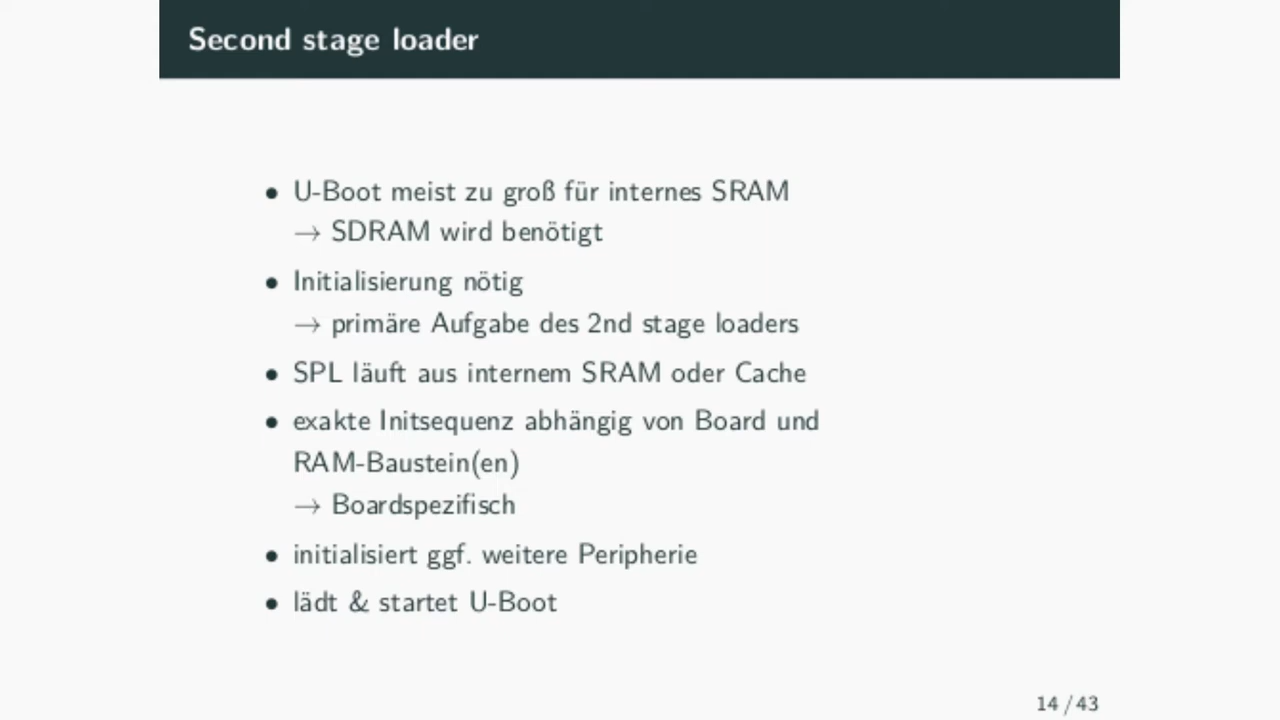 Second stage loader
• U-Boot meist zu groß für internes SRAM
→ SDRAM wird benötigt
• Initialisierung nötig
→ primäre Aufgabe des 2nd stage loaders
• SPL läuft aus internem SRAM oder Cache
• exakte Initsequenz abhängig von Board und
RAM-Baustein(en)
→ Boardspezifisch
• initialisiert ggf. weitere Peripherie
• lädt & startet U-Boot
14 / 43